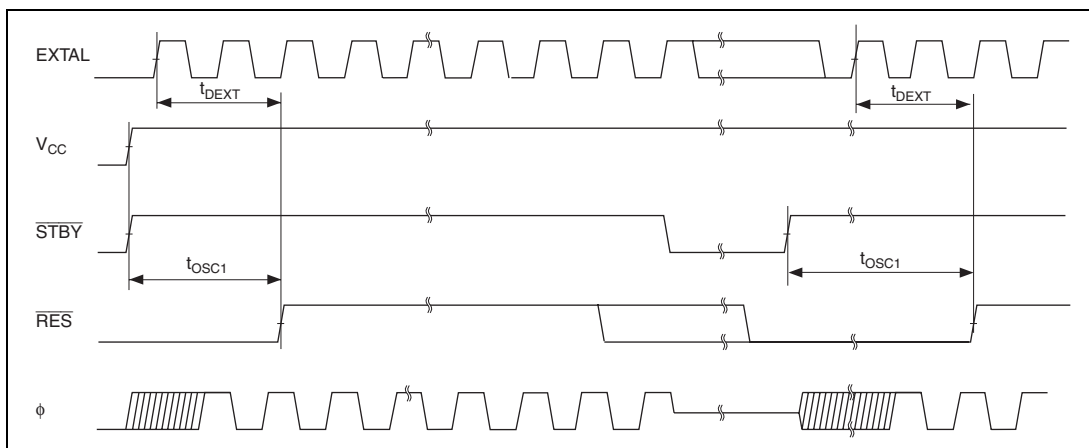 EXTAL
tDEXT
tDEXT
VCC
STBY
tOSC1
tOSC1
RES
ϕ